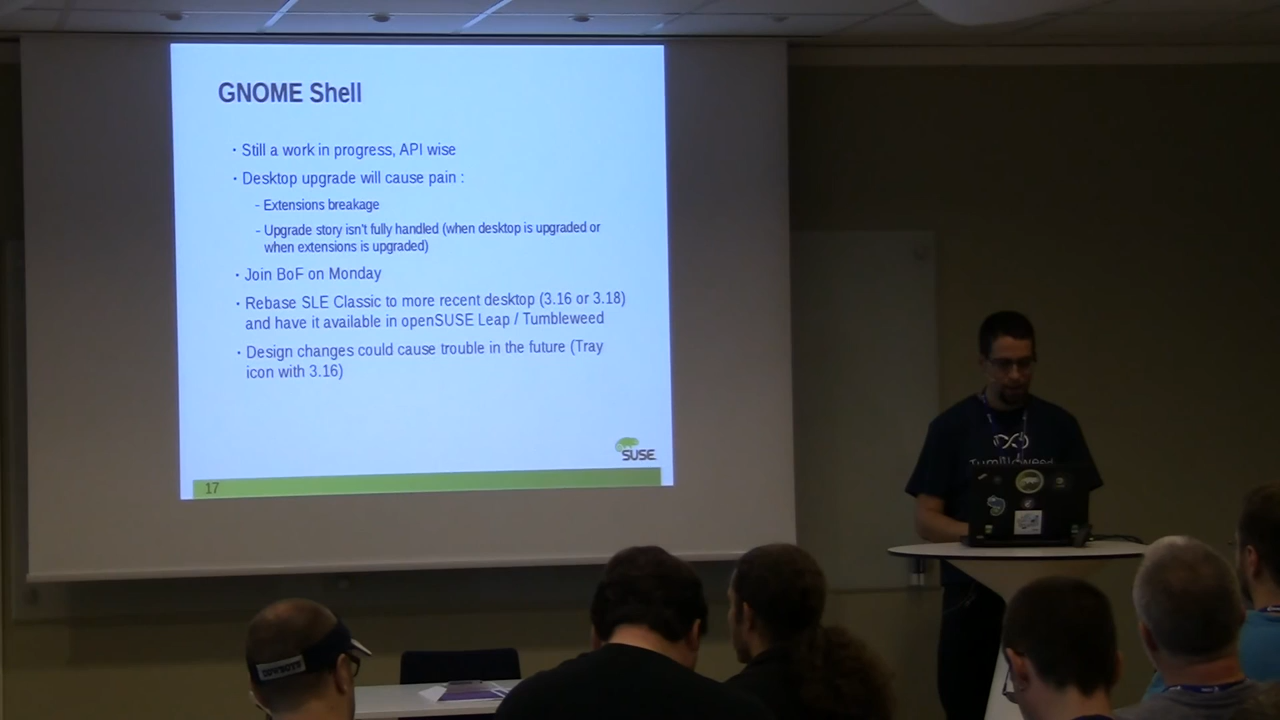 GNOME Shell
· Still a work in progress, API wise
· Desktop upgrade will cause pain :
- Extensions breakage
- Upgrade story isn't fully handled (when desktop is upgraded or
when extensions is upgraded)
· Join BoF on Monday
· Rebase SLE Classic to more recent desktop (3.16 or 3.18)
and have it available in openSUSE Leap / Tumbleweed
· Design changes could cause trouble in the future (Tray
icon with 3.16)
SUSE
17
Tumbleweed
COWBOYS